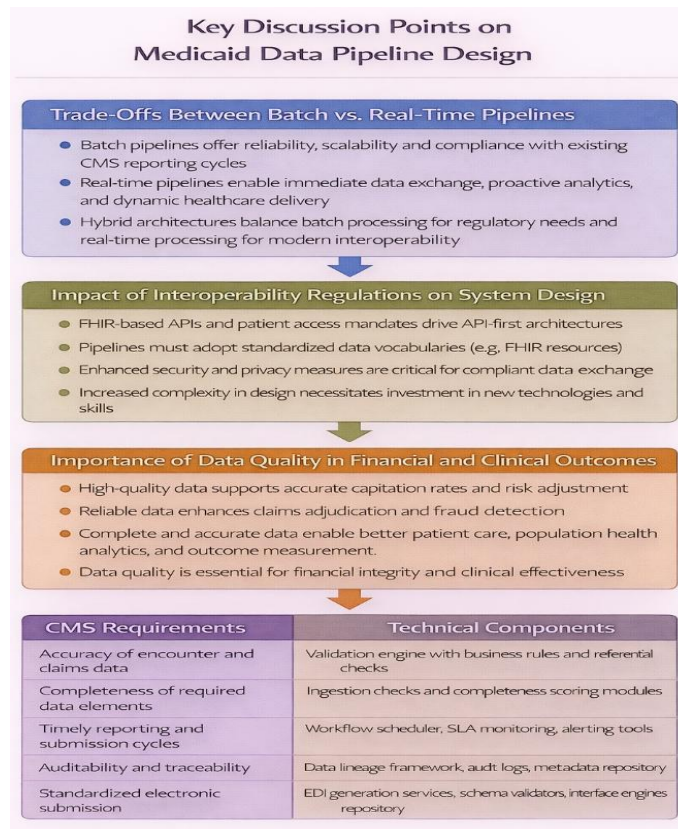 Key Discussion Points on
Medicaid Data Pipeline Design
Trade-Offs Between Batch vs. Real-Time Pipelines
• Batch pipelines offer reliability, scalability and compliance with existing
CMS reporting cycles
• Real-time pipelines enable immediate data exchange, proactive analytics,
and dynamic healthcare delivery
• Hybrid architectures balance batch processing for regulatory needs and
real-time processing for modern interoperability
Impact of Interoperability Regulations on System Design
• FHIR-based APIs and patient access mandates drive API-first architectures
• Pipelines must adopt standardized data vocabularies (e.g, FHIR resources)
• Enhanced security and privacy measures are critical for compliant data exchange
• Increased complexity in design necessitates investment in new technologies and
skills
Importance of Data Quality in Financial and Clinical Outcomes
• High-quality data supports accurate capitation rates and risk adjustment
• Reliable data enhances claims adjudication and fraud detection
• Complete and accurate data enable better patient care, population health
analytics, and outcome measurement.
• Data quality is essential for financial integrity and clinical effectiveness
CMS Requirements
Technical Components
Accuracy of encounter and
claims data
Validation engine with business rules and referential
checks
Completeness of required
data elements
Ingestion checks and completeness scoring modules
Timely reporting and
submission cycles
Workflow scheduler, SLA monitoring, alerting tools
Auditability and traceability
Data lineage framework, audit logs, metadata repository
Standardized electronic
submission
EDI generation services, schema validators, interface engines
repository